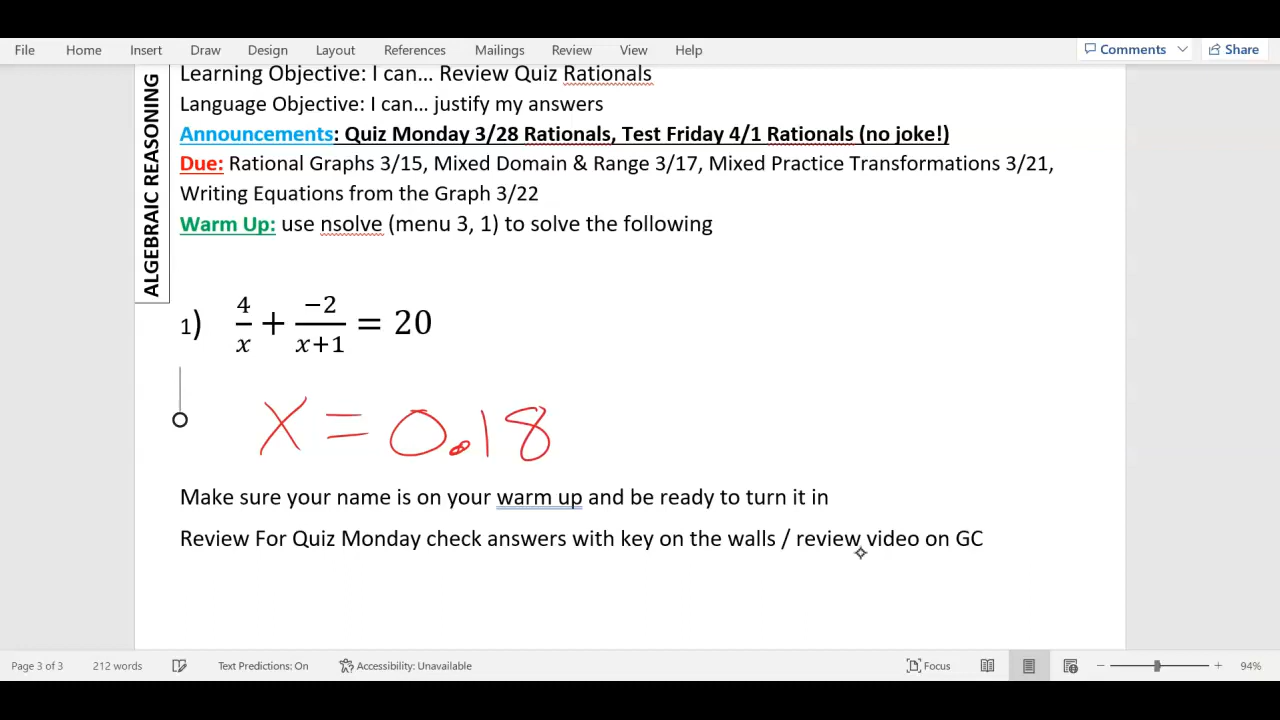 File Home Insert Draw Design Layout References Mailings Review View Help Comments Share
ALGEBRAIC REASONING
Learning Objective: I can... Review Quiz Rationals
Language Objective: I can... justify my answers
Announcements: Quiz Monday 3/28 Rationals, Test Friday 4/1 Rationals (no joke!)
Due: Rational Graphs 3/15, Mixed Domain & Range 3/17, Mixed Practice Transformations 3/21,
Writing Equations from the Graph 3/22
Warm Up: use nsolve (menu 3, 1) to solve the following
1) 4/x + −2/x+1 = 20
X = 0.18
Make sure your name is on your warm up and be ready to turn it in
Review For Quiz Monday check answers with key on the walls / review video on GC
Page 3 of 3 212 words Text Predictions: On Accessibility: Unavailable Focus 94%